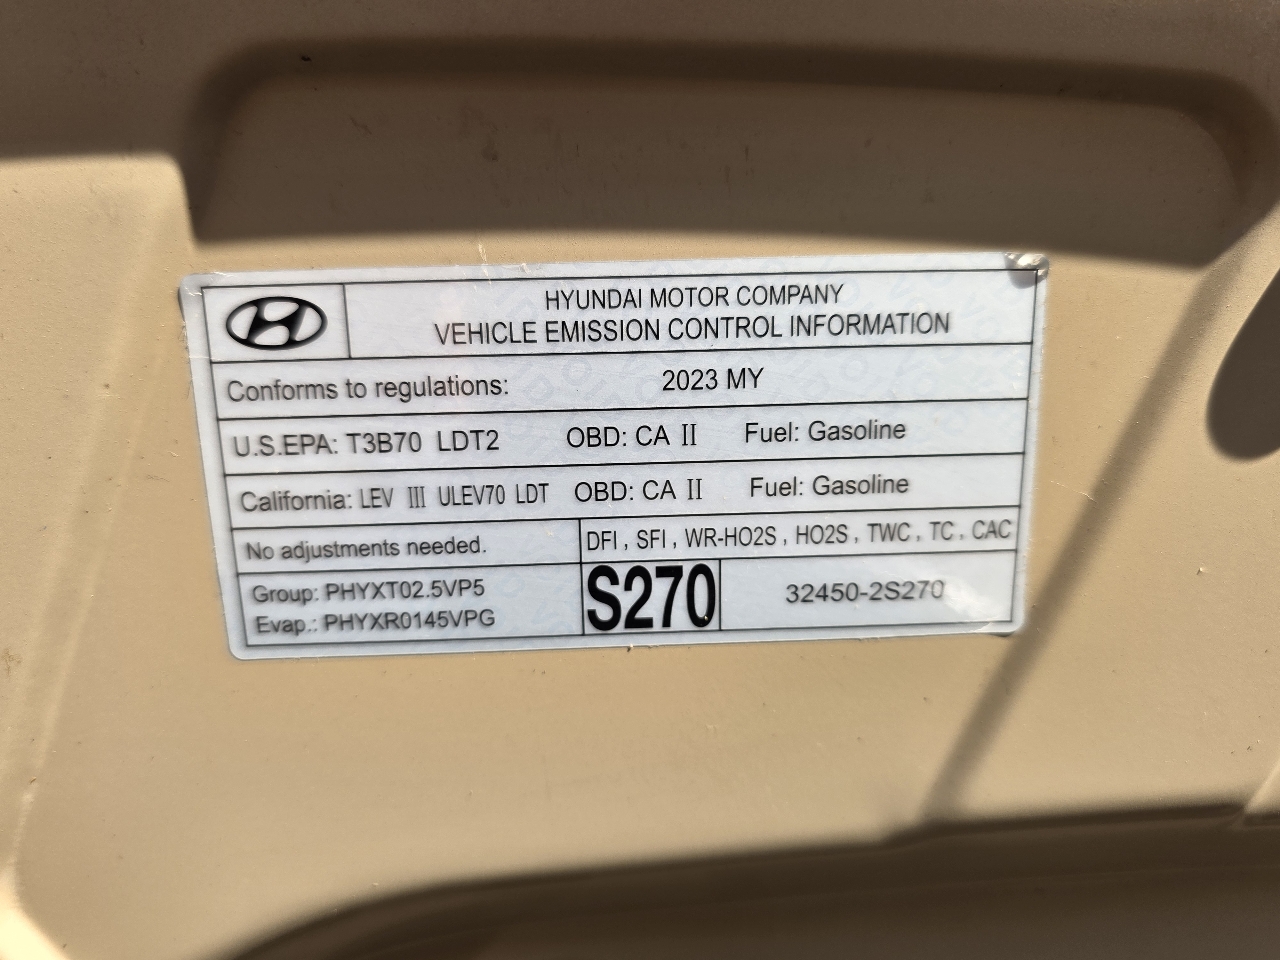 HYUNDAI MOTOR COMPANY
VEHICLE EMISSION CONTROL INFORMATION
Conforms to regulations: 2023 MY
U.S.EPA: T3B70 LDT2 OBD: CA II Fuel: Gasoline
California: LEV III ULEV70 LDT OBD: CA II Fuel: Gasoline
No adjustments needed. DFI , SFI , WR-HO2S , HO2S , TWC , TC , CAC
Group: PHYXT02.5VP5
Evap.: PHYXR0145VPG
S270
32450-2S270